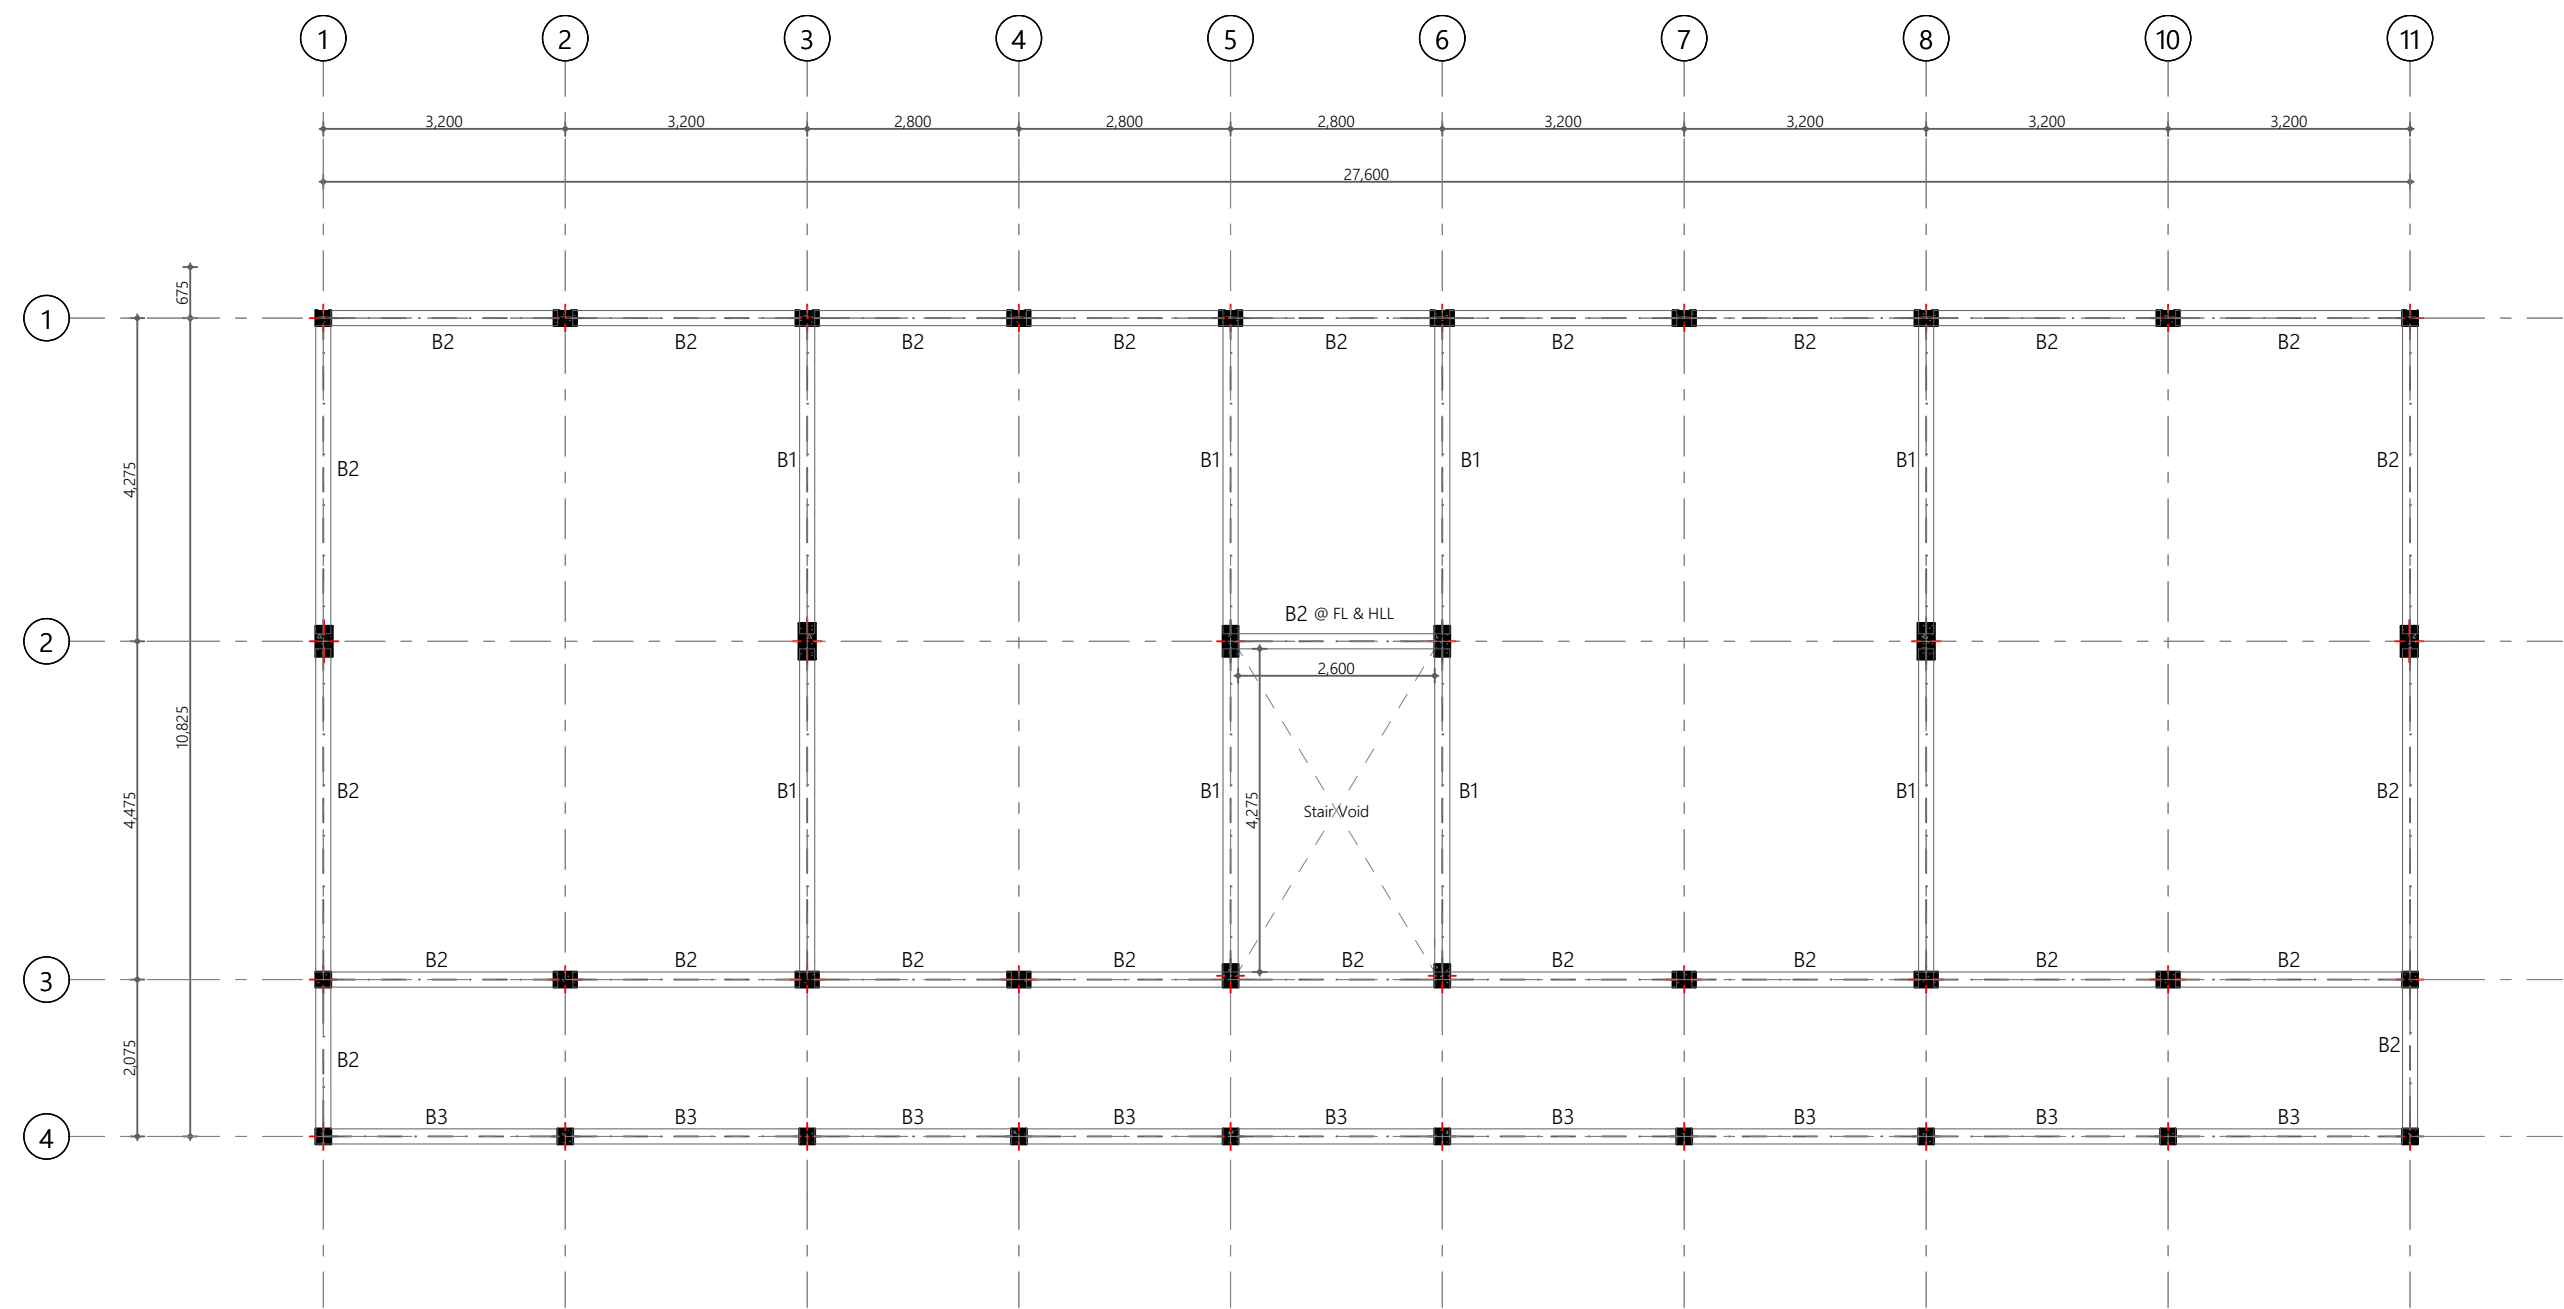 1 2 3 4 5 6 7 8 10 11
3,200 3,200 2,800 2,800 2,800 3,200 3,200 3,200 3,200
27,600
675
1
B2 B2 B2 B2 B2 B2 B2 B2 B2
4,275
B2 B1 B1 B1 B1 B2
B2 @ FL & HLL
2
2,600
10,825
4,475
B2 B1 B1 B1 B1 B2
4,275
Stair Void
B2 B2 B2 B2 B2 B2 B2 B2 B2
3
2,075
B2 B2
B3 B3 B3 B3 B3 B3 B3 B3 B3
4